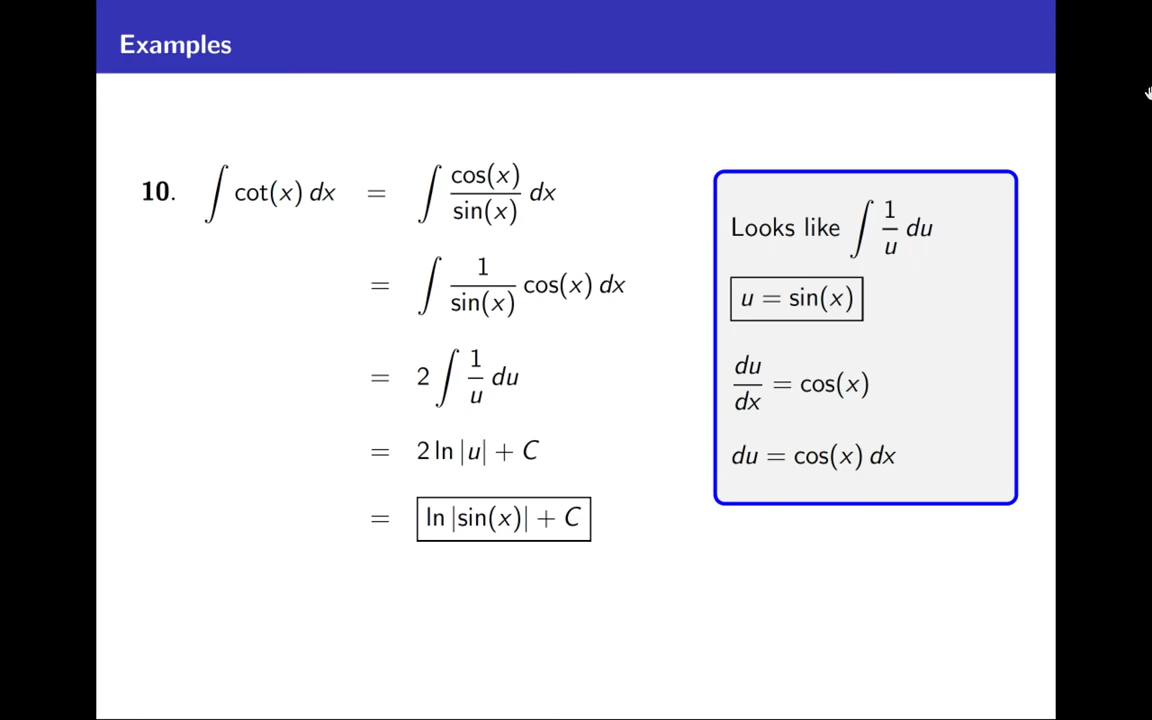 Examples
10. ∫ cot(x) dx = ∫ cos(x)/sin(x) dx
= ∫ 1/sin(x) cos(x) dx
= 2 ∫ 1/u du
= 2 ln |u| + C
= ln |sin(x)| + C
Looks like ∫ 1/u du
u = sin(x)
du/dx = cos(x)
du = cos(x) dx